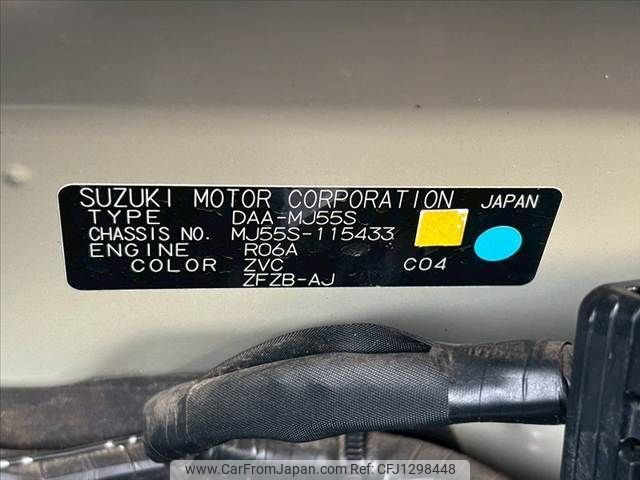 SUZUKI MOTOR CORPORATION JAPAN
TYPE DAA-MJ55S
CHASSIS NO. MJ55S-115433
ENGINE R06A
COLOR ZVC C04
ZFZB-AJ
www.CarFromJapan.com • CFJ1298448